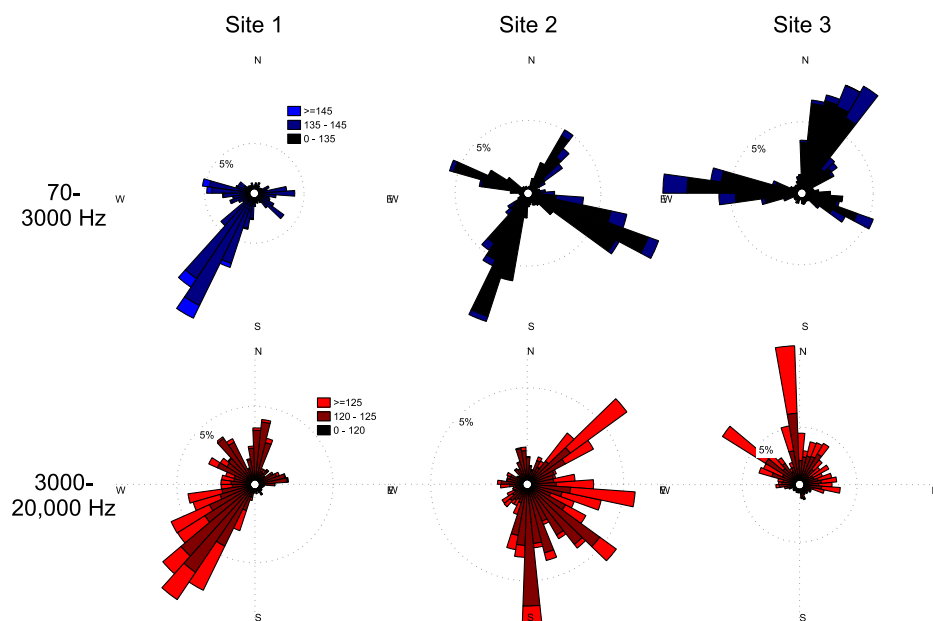 Site 1 Site 2 Site 3
N N N
>=145
135 - 145
0 - 135
5% 5% 5%
70-
3000 Hz
W E W E W
S S S
N N N
>=125
120 - 125
0 - 120
5% 5% 5%
3000-
20,000 Hz
W E W E W
S S S